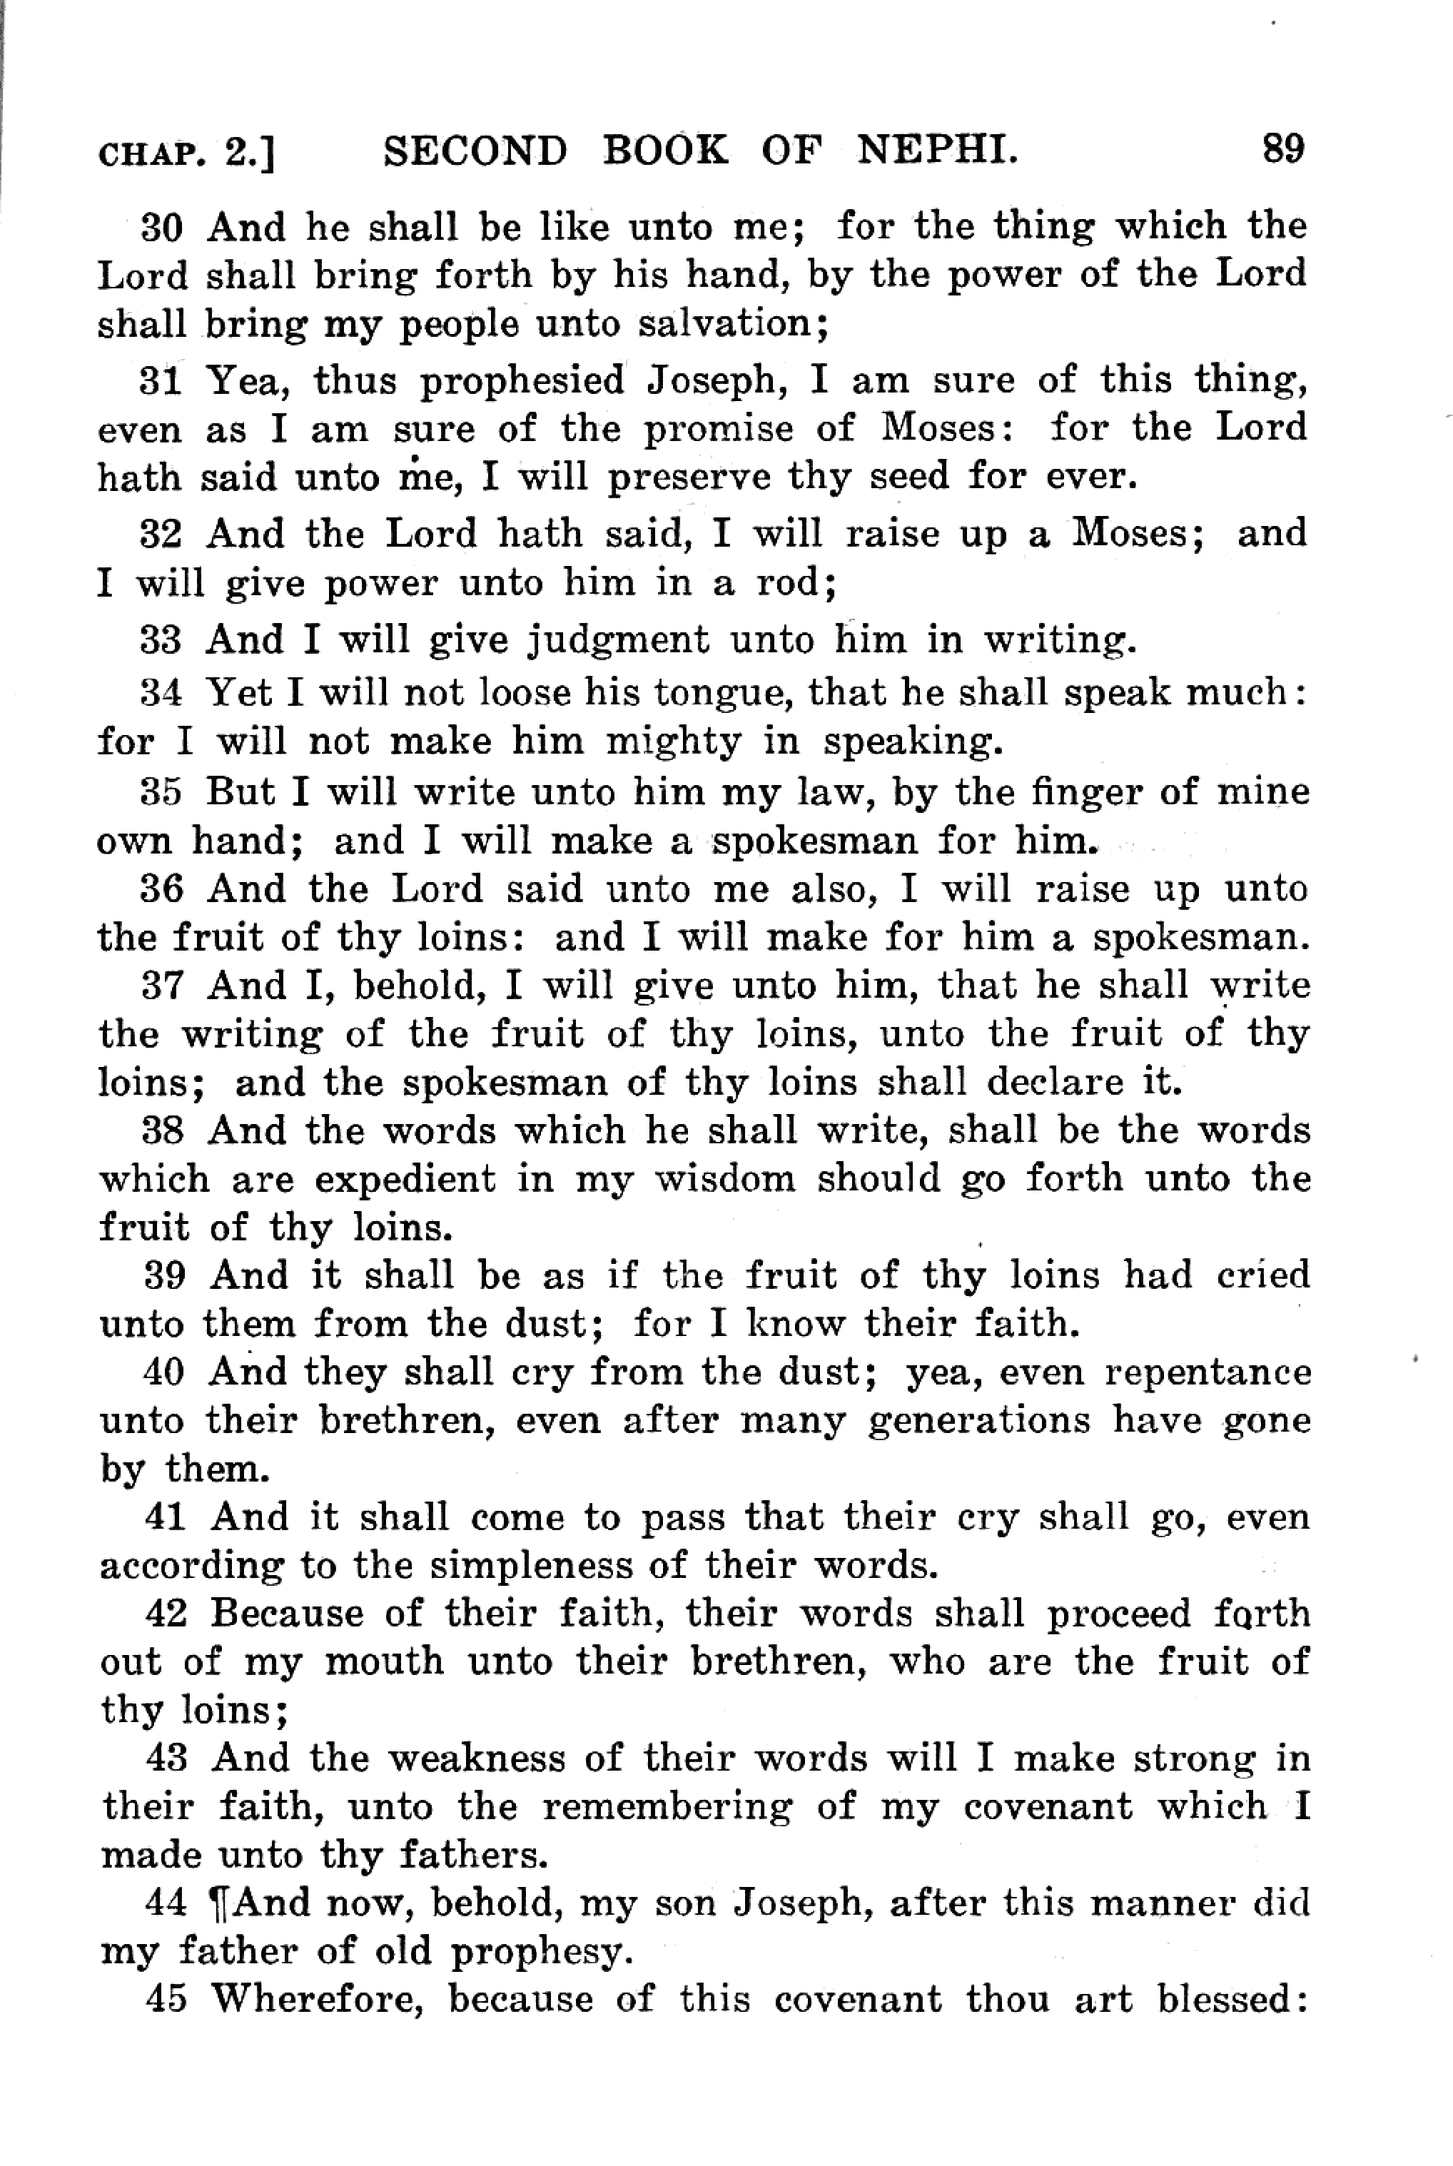 CHAP. 2.] SECOND BOOK OF NEPHI. 89
30 And he shall be like unto me; for the thing which the
Lord shall bring forth by his hand, by the power of the Lord
shall bring my people unto salvation;
31 Yea, thus prophesied Joseph, I am sure of this thing,
even as I am sure of the promise of Moses: for the Lord
hath said unto me, I will preserve thy seed for ever.
32 And the Lord hath said, I will raise up a Moses; and
I will give power unto him in a rod;
33 And I will give judgment unto him in writing.
34 Yet I will not loose his tongue, that he shall speak much:
for I will not make him mighty in speaking.
35 But I will write unto him my law, by the finger of mine
own hand; and I will make a spokesman for him.
36 And the Lord said unto me also, I will raise up unto
the fruit of thy loins: and I will make for him a spokesman.
37 And I, behold, I will give unto him, that he shall write
the writing of the fruit of thy loins, unto the fruit of thy
loins; and the spokesman of thy loins shall declare it.
38 And the words which he shall write, shall be the words
which are expedient in my wisdom should go forth unto the
fruit of thy loins.
39 And it shall be as if the fruit of thy loins had cried
unto them from the dust; for I know their faith.
40 And they shall cry from the dust; yea, even repentance
unto their brethren, even after many generations have gone
by them.
41 And it shall come to pass that their cry shall go, even
according to the simpleness of their words.
42 Because of their faith, their words shall proceed forth
out of my mouth unto their brethren, who are the fruit of
thy loins;
43 And the weakness of their words will I make strong in
their faith, unto the remembering of my covenant which I
made unto thy fathers.
44 ¶And now, behold, my son Joseph, after this manner did
my father of old prophesy.
45 Wherefore, because of this covenant thou art blessed: